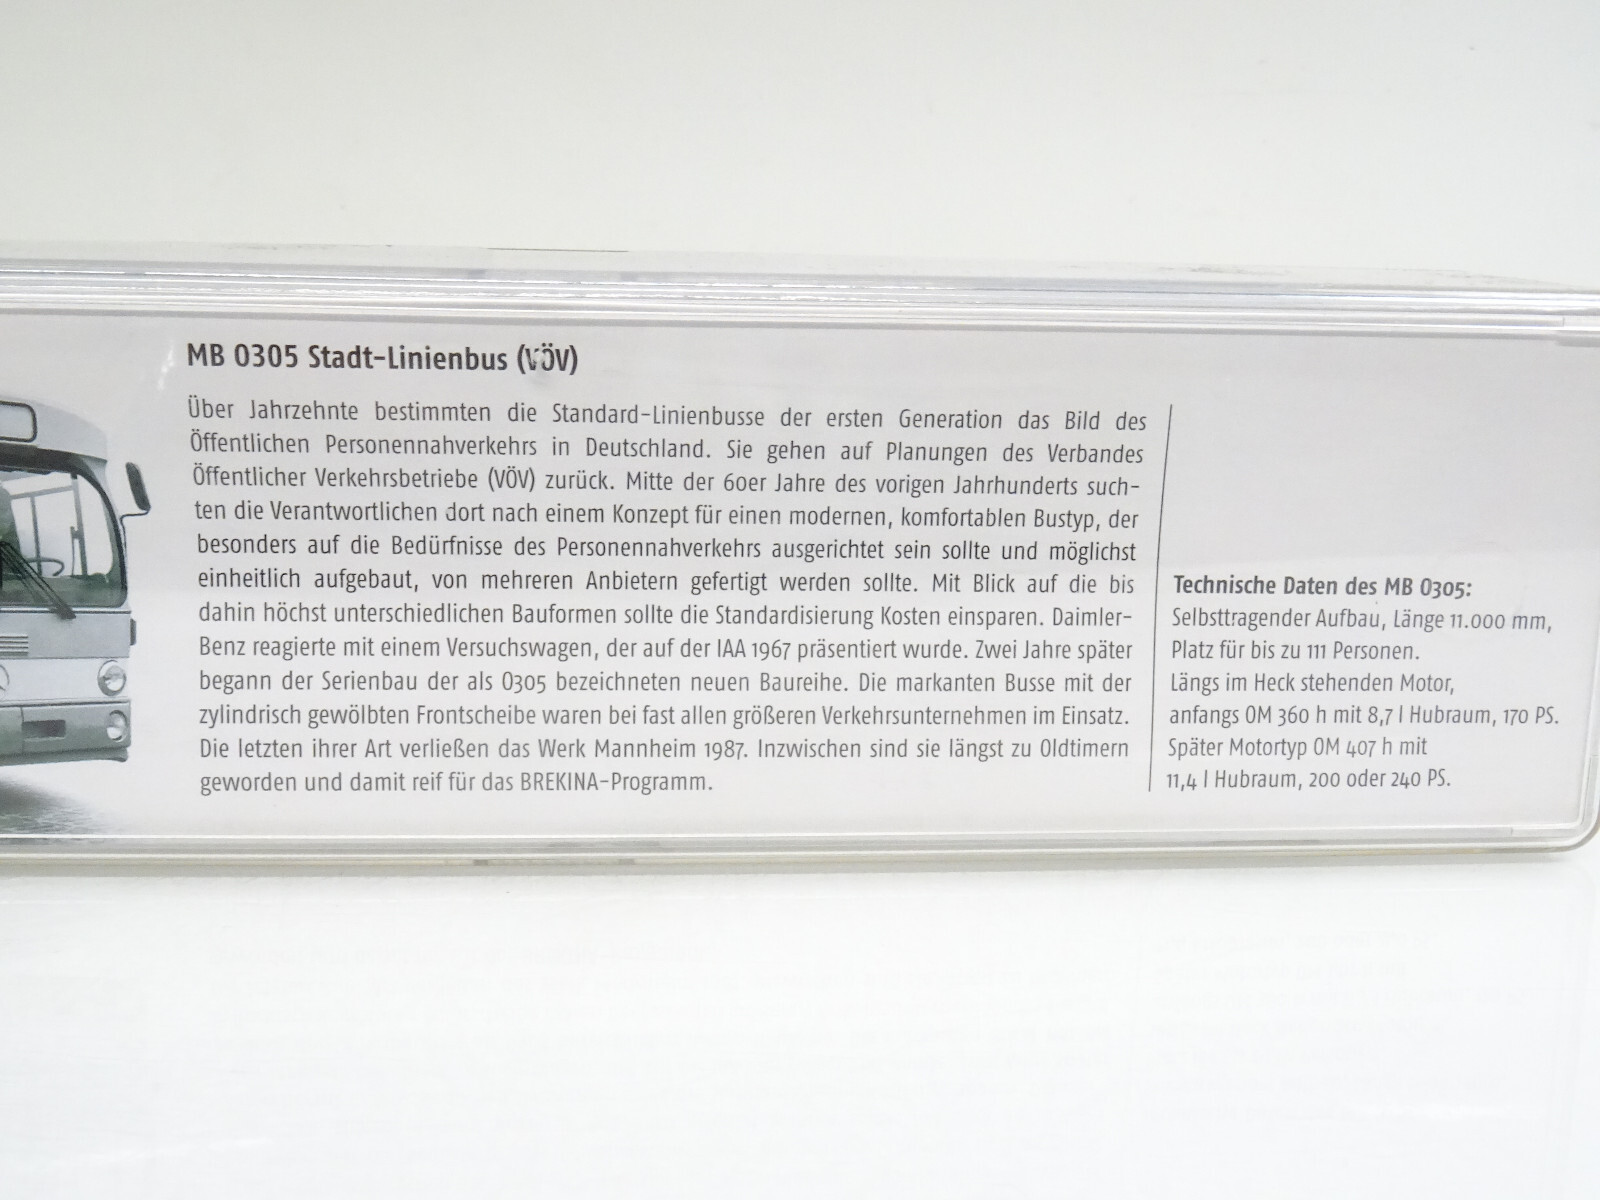 MB O305 Stadt-Linienbus (VÖV)
Über Jahrzehnte bestimmten die Standard-Linienbusse der ersten Generation das Bild des
Öffentlichen Personennahverkehrs in Deutschland. Sie gehen auf Planungen des Verbandes
Öffentlicher Verkehrsbetriebe (VÖV) zurück. Mitte der 60er Jahre des vorigen Jahrhunderts such-
ten die Verantwortlichen dort nach einem Konzept für einen modernen, komfortablen Bustyp, der
besonders auf die Bedürfnisse des Personennahverkehrs ausgerichtet sein sollte und möglichst
einheitlich aufgebaut, von mehreren Anbietern gefertigt werden sollte. Mit Blick auf die bis
dahin höchst unterschiedlichen Bauformen sollte die Standardisierung Kosten einsparen. Daimler-
Benz reagierte mit einem Versuchswagen, der auf der IAA 1967 präsentiert wurde. Zwei Jahre später
begann der Serienbau der als O305 bezeichneten neuen Baureihe. Die markanten Busse mit der
zylindrisch gewölbten Frontscheibe waren bei fast allen größeren Verkehrsunternehmen im Einsatz.
Die letzten ihrer Art verließen das Werk Mannheim 1987. Inzwischen sind sie längst zu Oldtimern
geworden und damit reif für das BREKINA-Programm.
Technische Daten des MB O305:
Selbsttragender Aufbau, Länge 11.000 mm,
Platz für bis zu 111 Personen.
Längs im Heck stehenden Motor,
anfangs OM 360 h mit 8,7 l Hubraum, 170 PS.
Später Motortyp OM 407 h mit
11,4 l Hubraum, 200 oder 240 PS.